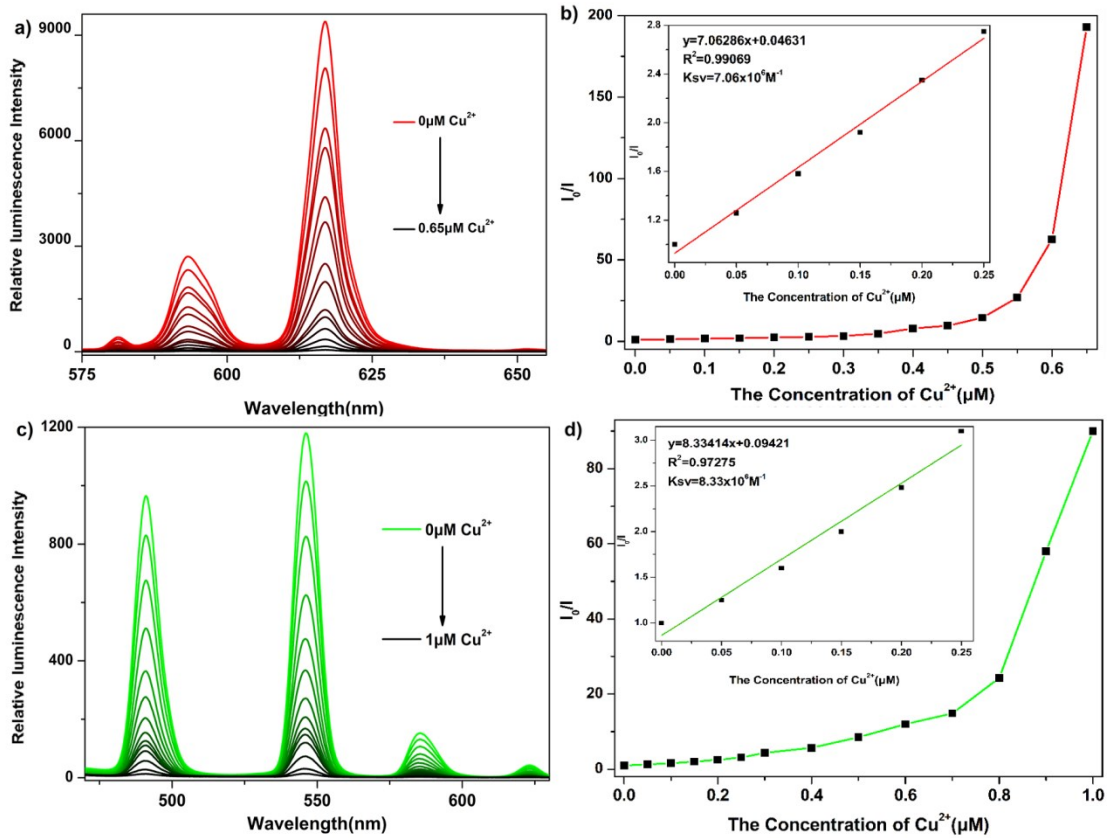 a)
9000
6000
3000
0
Relative luminescence Intensity
0μM Cu²⁺
0.65μM Cu²⁺
575
600
625
650
Wavelength(nm)
b)
200
150
100
50
0
I₀/I
2.8
2.4
2.0
1.6
1.2
I₀/I
y=7.06286x+0.04631
R²=0.99069
Ksv=7.06x10⁶M⁻¹
0.00
0.05
0.10
0.15
0.20
0.25
The Concentration of Cu²⁺(μM)
0.0
0.1
0.2
0.3
0.4
0.5
0.6
The Concentration of Cu²⁺(μM)
c)
1200
800
400
0
Relative luminescence Intensity
0μM Cu²⁺
1μM Cu²⁺
500
550
600
Wavelength(nm)
d)
80
60
40
20
0
I₀/I
3.0
2.5
2.0
1.5
1.0
I₀/I
y=8.33414x+0.09421
R²=0.97275
Ksv=8.33x10⁶M⁻¹
0.00
0.05
0.10
0.15
0.20
0.25
The Concentration of Cu²⁺(μM)
0.0
0.2
0.4
0.6
0.8
1.0
The Concentration of Cu²⁺(μM)